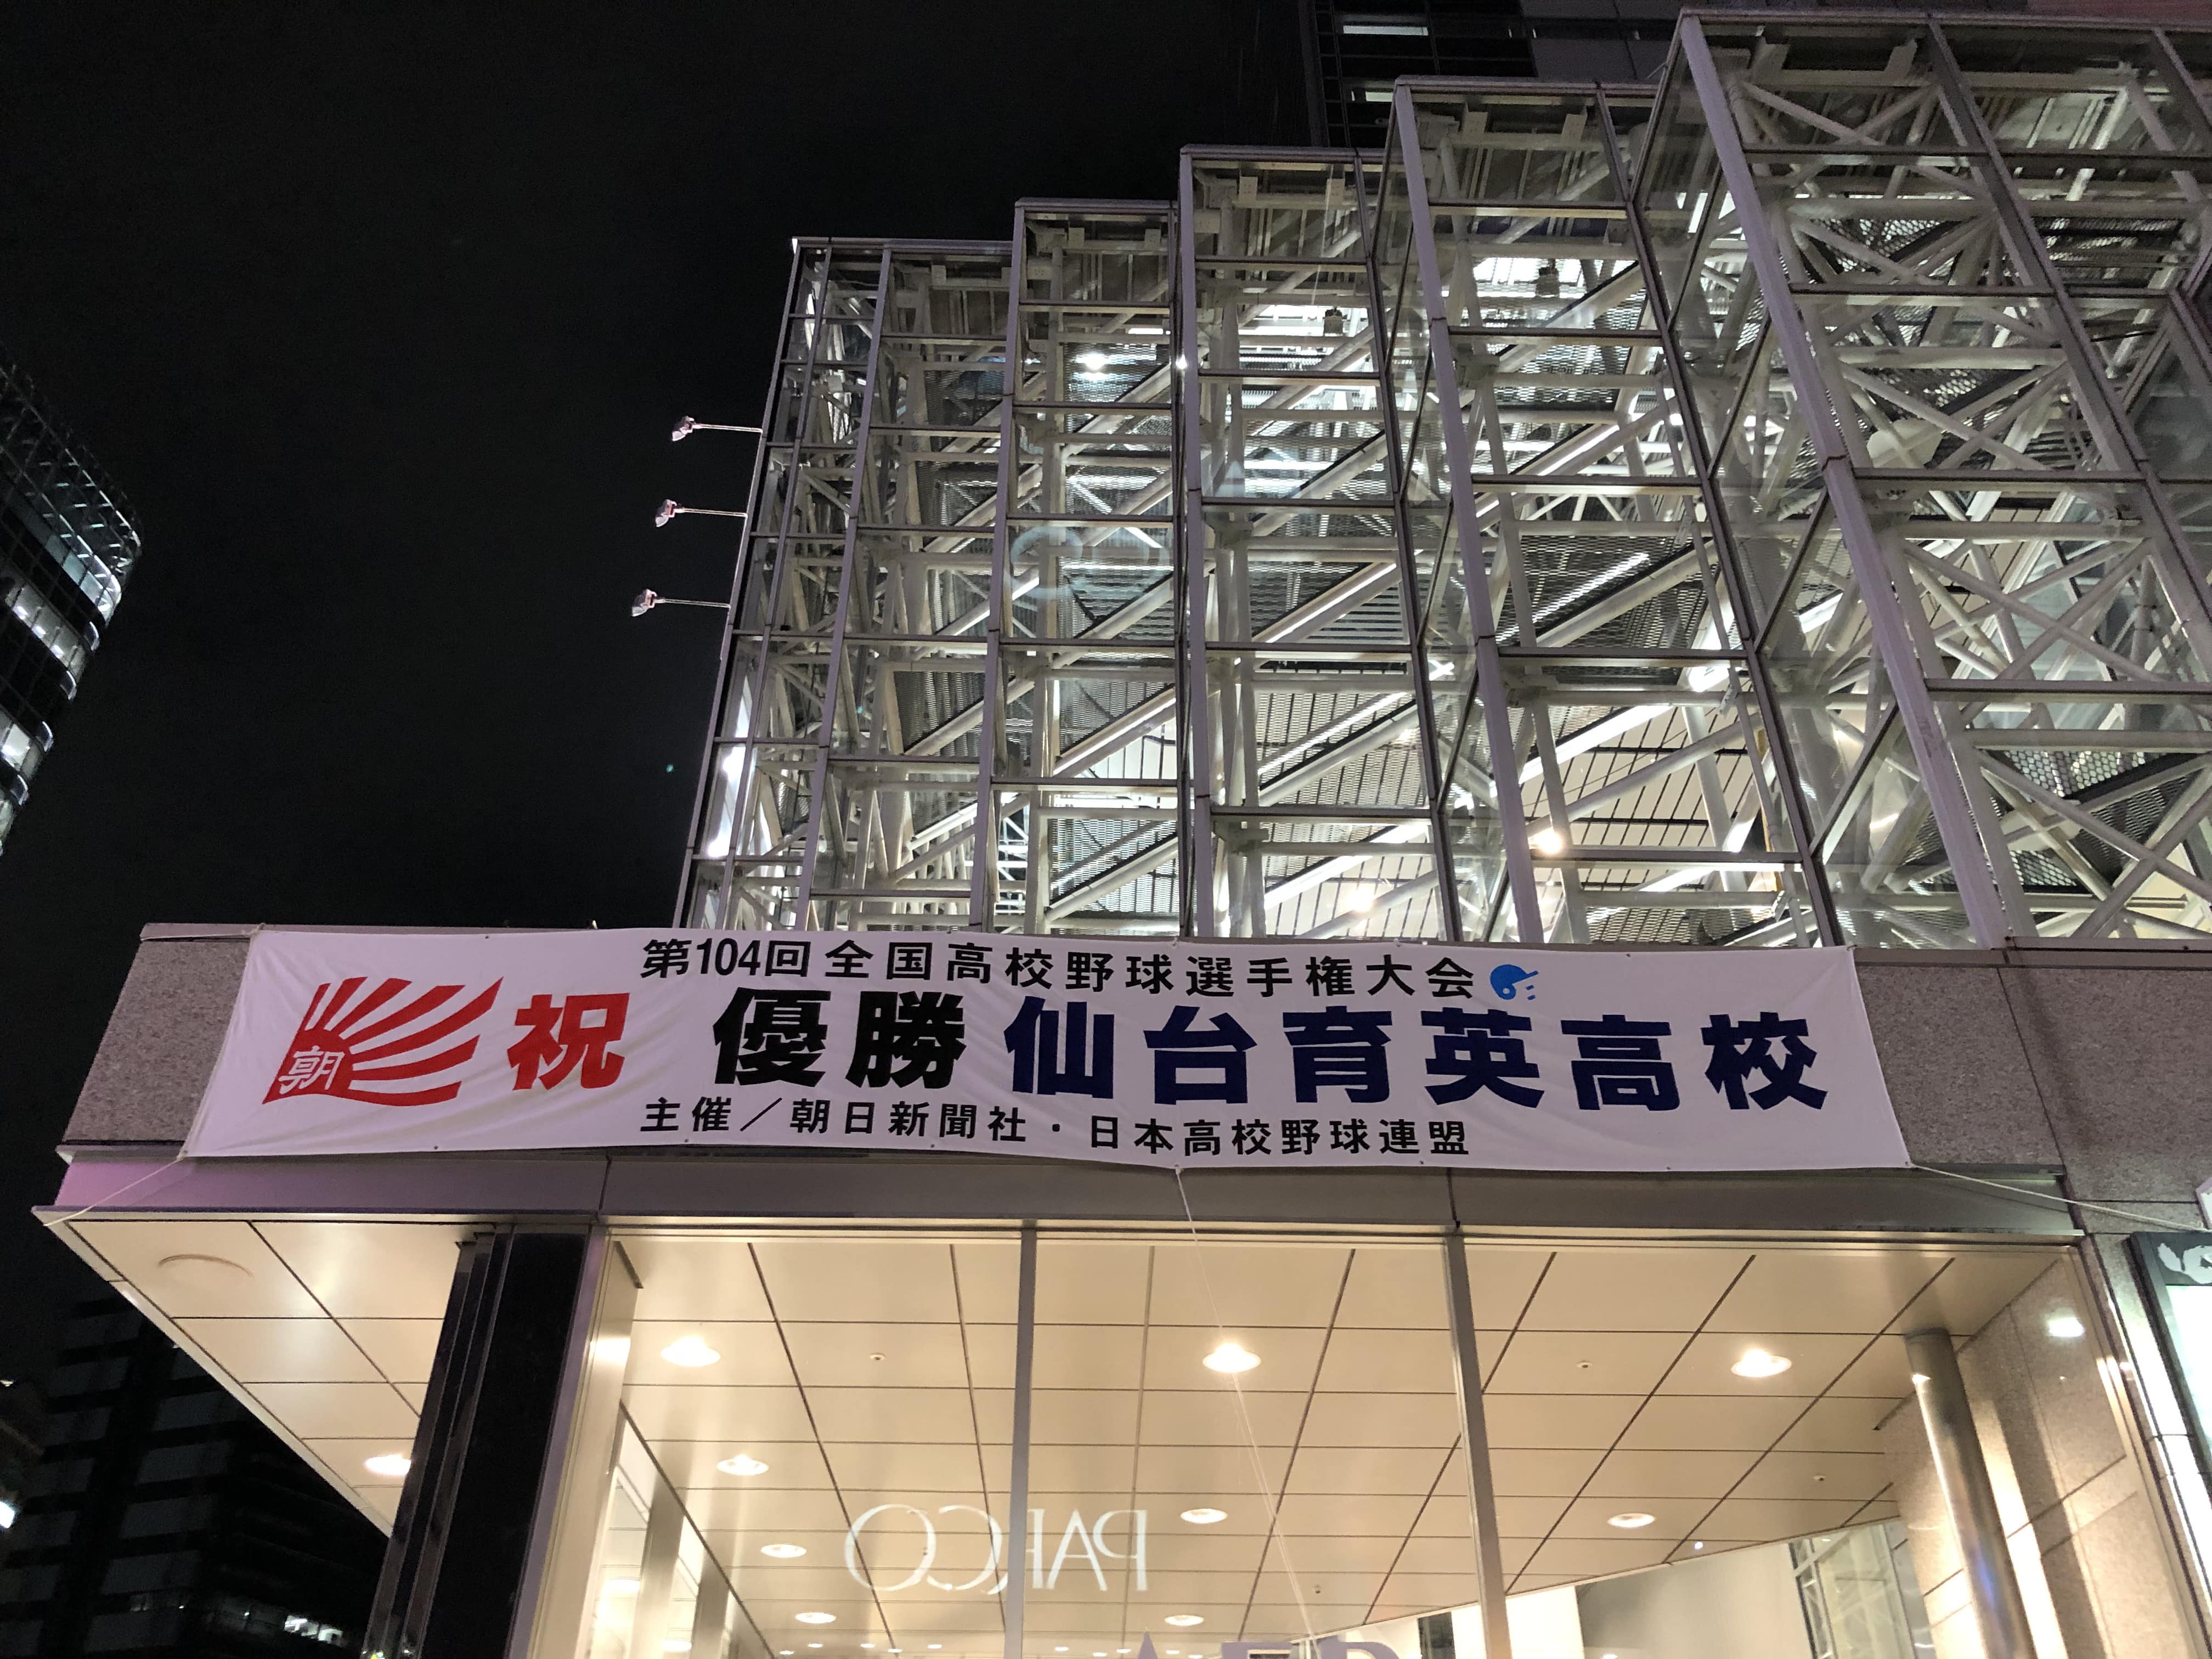 第104回全国高校野球選手権大会
朝
祝 優勝 仙台育英高校
主催／朝日新聞社・日本高校野球連盟
PARCO